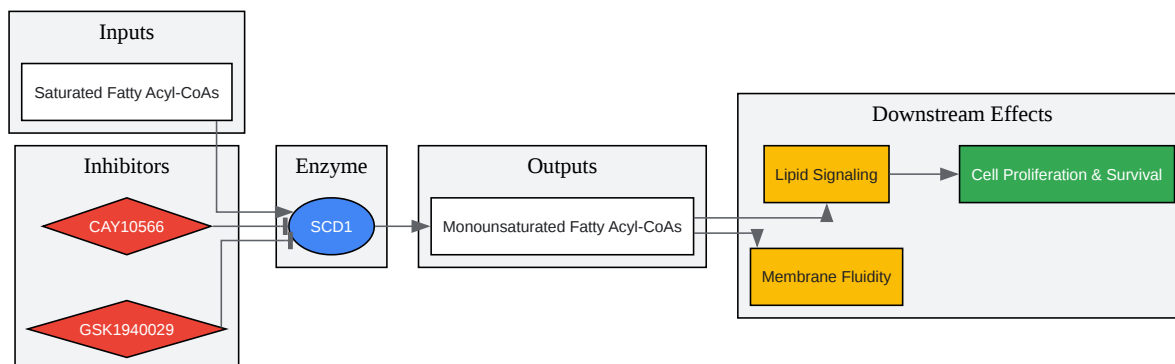 Inputs
Saturated Fatty Acyl-CoAs
Inhibitors
CAY10566
GSK1940029
Enzyme
SCD1
Outputs
Monounsaturated Fatty Acyl-CoAs
Downstream Effects
Lipid Signaling
Cell Proliferation & Survival
Membrane Fluidity